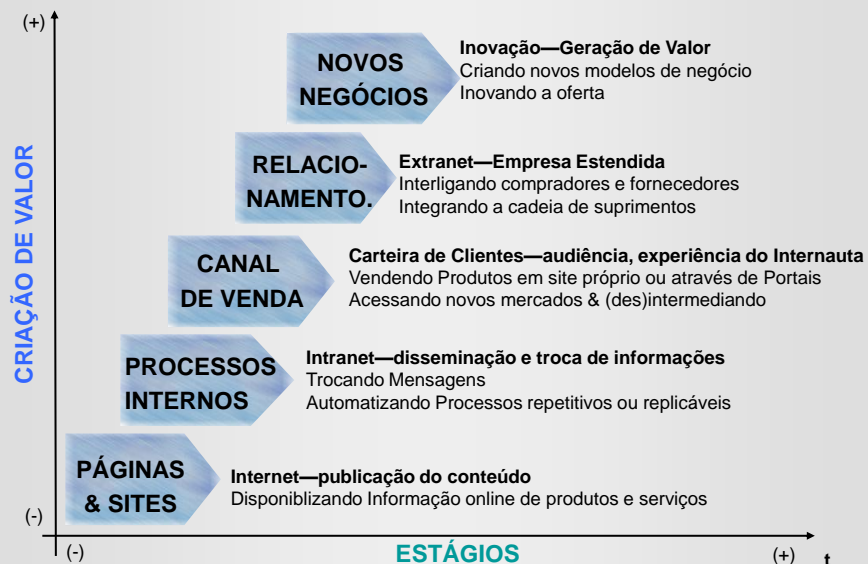 (+)
NOVOS
NEGÓCIOS
Inovação—Geração de Valor
Criando novos modelos de negócio
Inovando a oferta
RELACIO-
NAMENTO.
Extranet—Empresa Estendida
Interligando compradores e fornecedores
Integrando a cadeia de suprimentos
CRIAÇÃO DE VALOR
CANAL
DE VENDA
Carteira de Clientes—audiência, experiência do Internauta
Vendendo Produtos em site próprio ou através de Portais
Acessando novos mercados & (des)intermediando
PROCESSOS
INTERNOS
Intranet—disseminação e troca de informações
Trocando Mensagens
Automatizando Processos repetitivos ou replicáveis
PÁGINAS
& SITES
Internet—publicação do conteúdo
Disponiblizando Informação online de produtos e serviços
(-)
(-)
ESTÁGIOS
(+)
t